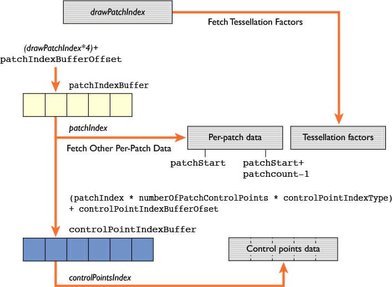 drawPatchIndex
Fetch Tessellation Factors
(drawPatchIndex*4)+
patchIndexBufferOffset
patchIndexBuffer
patchIndex
Fetch Other Per-Patch Data
Per-patch data
Tessellation factors
patchStart
patchStart+
patchcount-1
(patchIndex * numberOfPatchControlPoints * controlPointIndexType)
+ controlPointIndexBufferOfset
controlPointIndexBuffer
Control points data
controlPointsIndex